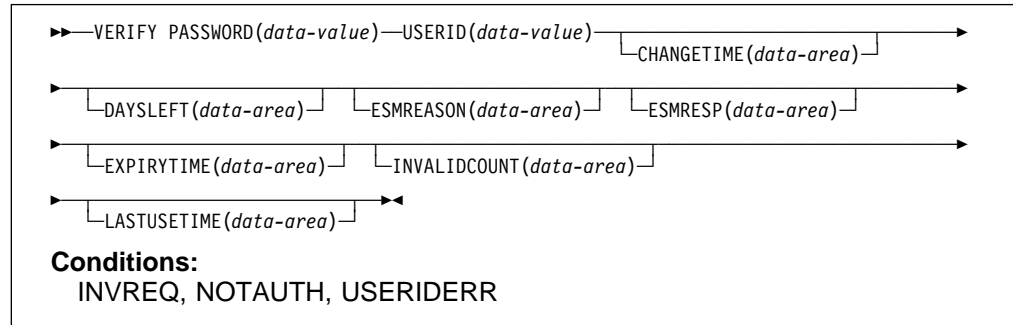 VERIFY PASSWORD(data-value) USERID(data-value)
CHANGETIME(data-area)
DAYSLEFT(data-area) ESMREASON(data-area) ESMRESP(data-area)
EXPIRYTIME(data-area) INVALIDCOUNT(data-area)
LASTUSETIME(data-area)
Conditions:
INVREQ, NOTAUTH, USERIDERR